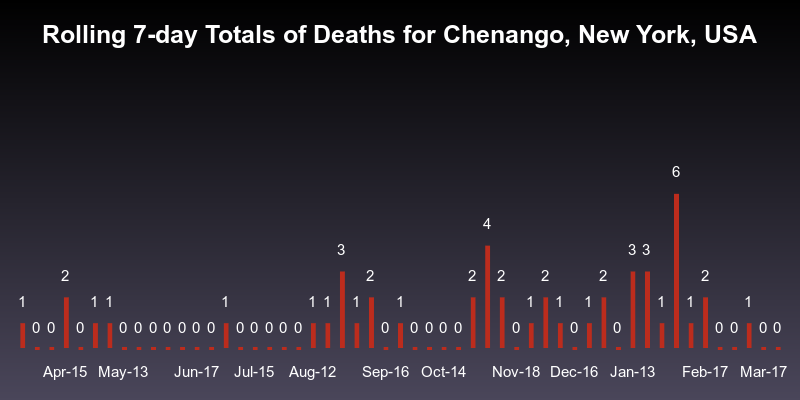 Rolling 7-day Totals of Deaths for Chenango, New York, USA
6
4
3 3 3
2 2 2 2 2 2 2
1 1 1 1 1 1 1 1 1 1 1 1 1 1
0 0 0 0 0 0 0 0 0 0 0 0 0 0 0 0 0 0 0 0 0 0 0 0 0 0 0
Apr-15 May-13 Jun-17 Jul-15 Aug-12 Sep-16 Oct-14 Nov-18 Dec-16 Jan-13 Feb-17 Mar-17